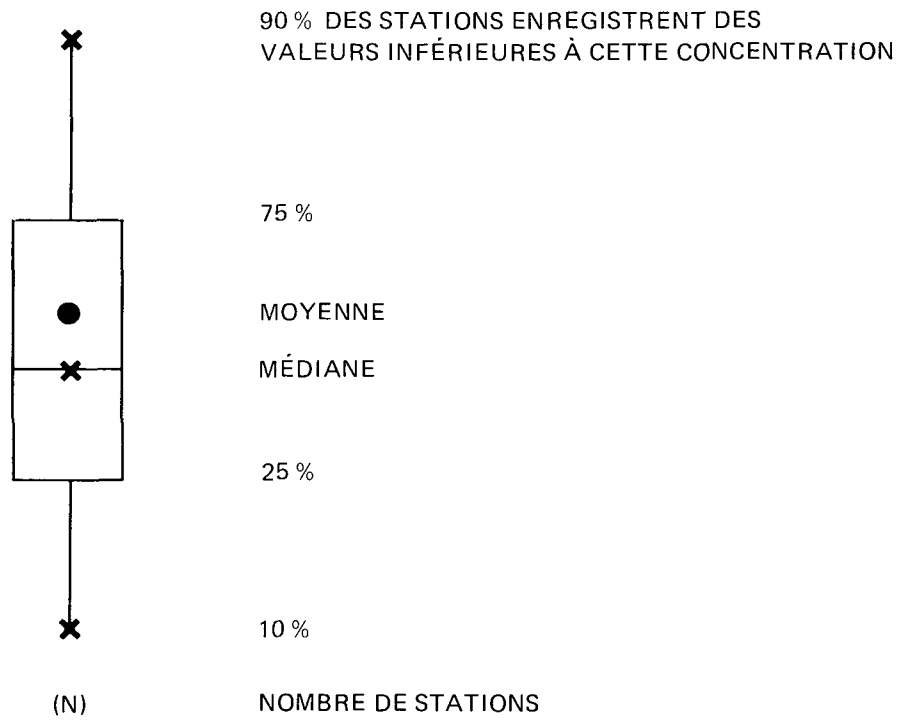 90 % DES STATIONS ENREGISTRENT DES
VALEURS INFÉRIEURES À CETTE CONCENTRATION
75 %
MOYENNE
MÉDIANE
25 %
10 %
(N) NOMBRE DE STATIONS